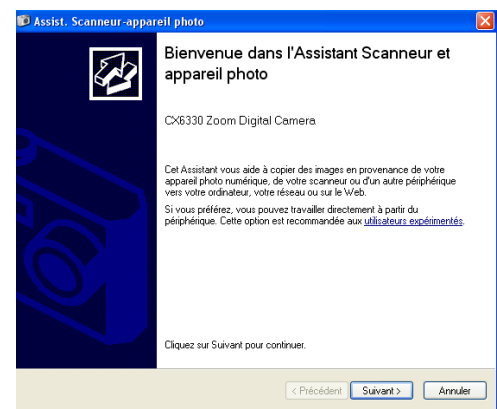 Assist. Scanneur-appareil photo
Bienvenue dans l'Assistant Scanneur et
appareil photo
CX6330 Zoom Digital Camera
Cet Assistant vous aide à copier des images en provenance de votre
appareil photo numérique, de votre scanneur ou d'un autre périphérique
vers votre ordinateur, votre réseau ou sur le Web.
Si vous préférez, vous pouvez travailler directement à partir du
périphérique. Cette option est recommandée aux utilisateurs expérimentés.
Cliquez sur Suivant pour continuer.
< Précédent Suivant > Annuler